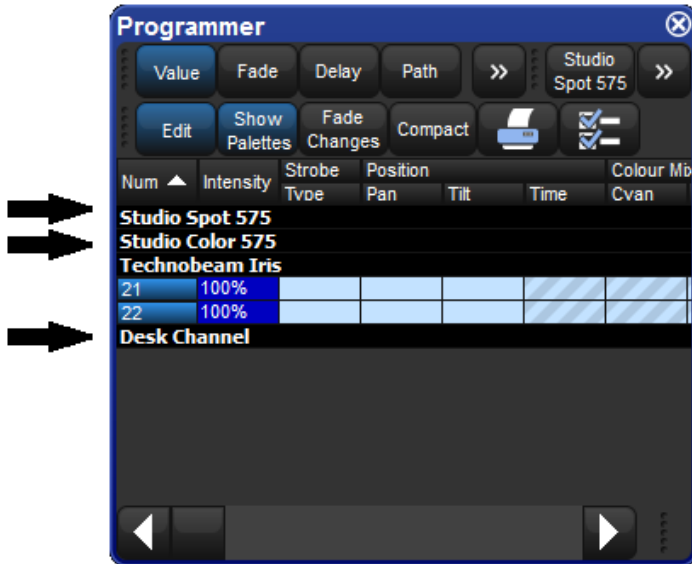 Programmer
Value Fade Delay Path » Studio Spot 575 »
Edit Show Palettes Fade Changes Compact
Num Intensity Strobe Position Colour Mix
Type Pan Tilt Time Cyan
Studio Spot 575
Studio Color 575
Technobeam Iris
21 100%
22 100%
Desk Channel